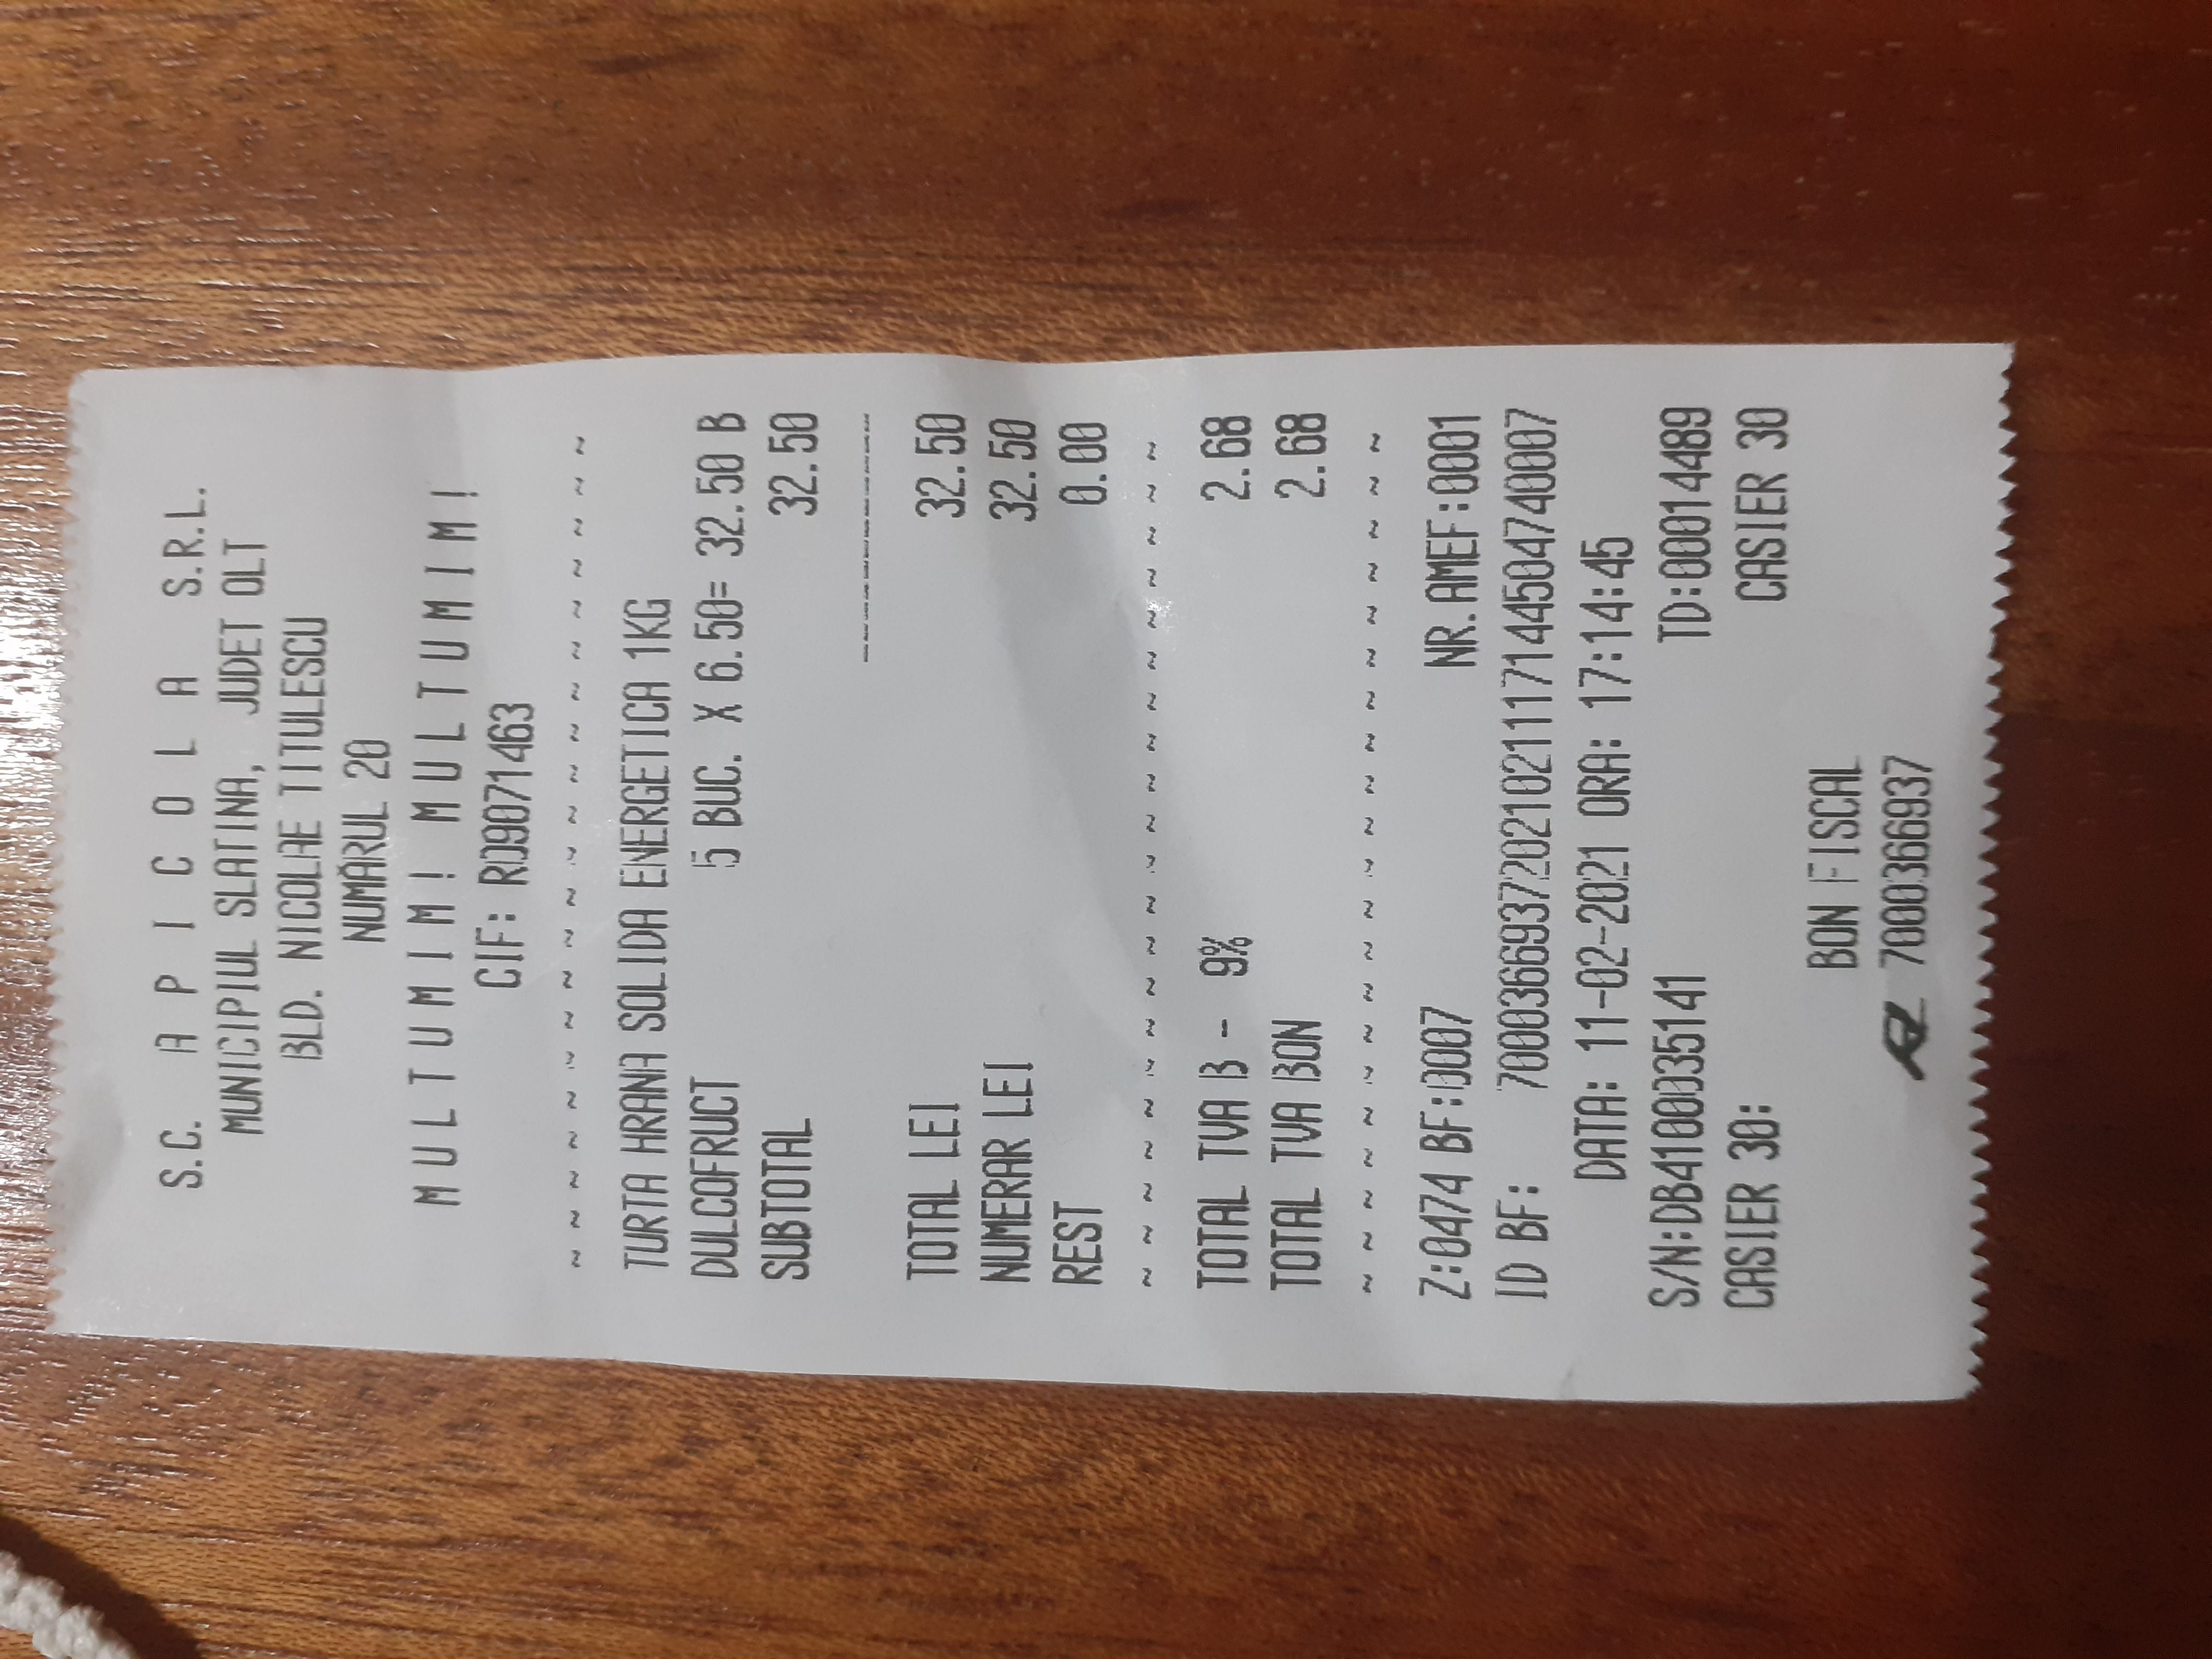 S.C. A P I C O L A S.R.L.
MUNICIPIUL SLATINA, JUDET OLT
BLD. NICOLAE TITULESCU
NUMĂRUL 20
M U L T U M I M ! M U L T U M I M !
CIF: RO9071463
~ ~ ~ ~ ~ ~ ~ ~ ~ ~ ~ ~ ~ ~ ~ ~ ~ ~ ~ ~ ~
TURTA HRANA SOLIDA ENERGETICA 1KG
DULCOFRUCT 5 BUC. X 6.50= 32.50 B
SUBTOTAL 32.50
TOTAL LEI 32.50
NUMERAR LEI 32.50
REST 0.00
~ ~ ~ ~ ~ ~ ~ ~ ~ ~ ~ ~ ~ ~ ~ ~ ~ ~ ~ ~ ~
TOTAL TVA B - 9% 2.68
TOTAL TVA BON 2.68
~ ~ ~ ~ ~ ~ ~ ~ ~ ~ ~ ~ ~ ~ ~ ~ ~ ~ ~ ~ ~
Z:0474 BF:0007 NR.AMEF:0001
ID BF: 70003669372021021117144504740007
DATA: 11-02-2021 ORA: 17:14:45
S/N:DB4100035141 TD:00014489
CASIER 30: CASIER 30
BON FISCAL
7000366937